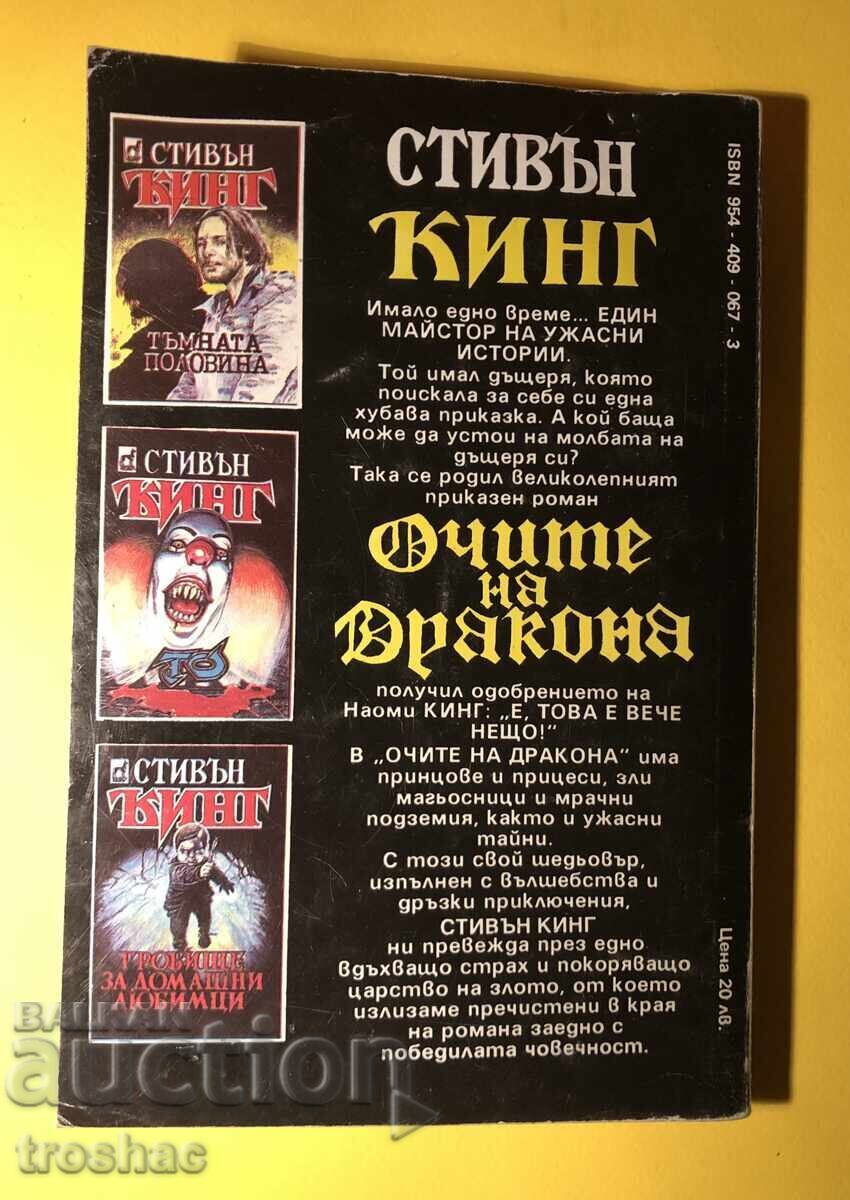 СТИВЪН
КИНГ
ТЪМНАТА
ПОЛОВИНА
СТИВЪН
КИНГ
ТО
СТИВЪН
КИНГ
ГРОБИЩЕ
ЗА ДОМАШНИ
ЛЮБИМЦИ
СТИВЪН
КИНГ
Имало едно време... ЕДИН
МАЙСТОР НА УЖАСНИ
ИСТОРИИ.
Той имал дъщеря, която
поискала за себе си една
хубава приказка. А кой баща
може да устои на молбата на
дъщеря си?
Така се родил великолепният
приказен роман
Очите
на
Дракона
получил одобрението на
Наоми КИНГ: „Е, ТОВА Е ВЕЧЕ
НЕЩО!"
В „ОЧИТЕ НА ДРАКОНА" има
принцове и прицеси, зли
магьосници и мрачни
подземия, както и ужасни
тайни.
С този свой шедьовър,
изпълнен с вълшебства и
дръзки приключения,
СТИВЪН КИНГ
ни превежда през едно
вдъхващо страх и покоряващо
царство на злото, от което
излизаме пречистени в края
на романа заедно с
победилата човечност.
ISBN 954 - 409 - 067 - 3
Цена 20 лв.
BALKAN
auction
troshac